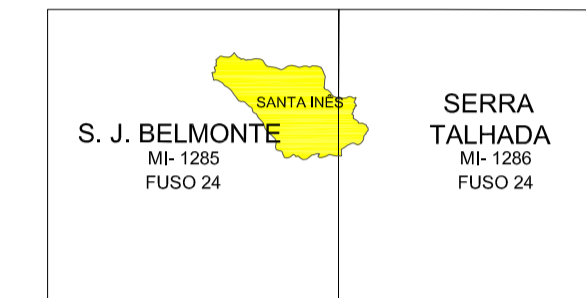 SANTA INÊS
S. J. BELMONTE
MI- 1285
FUSO 24
SERRA
TALHADA
MI- 1286
FUSO 24